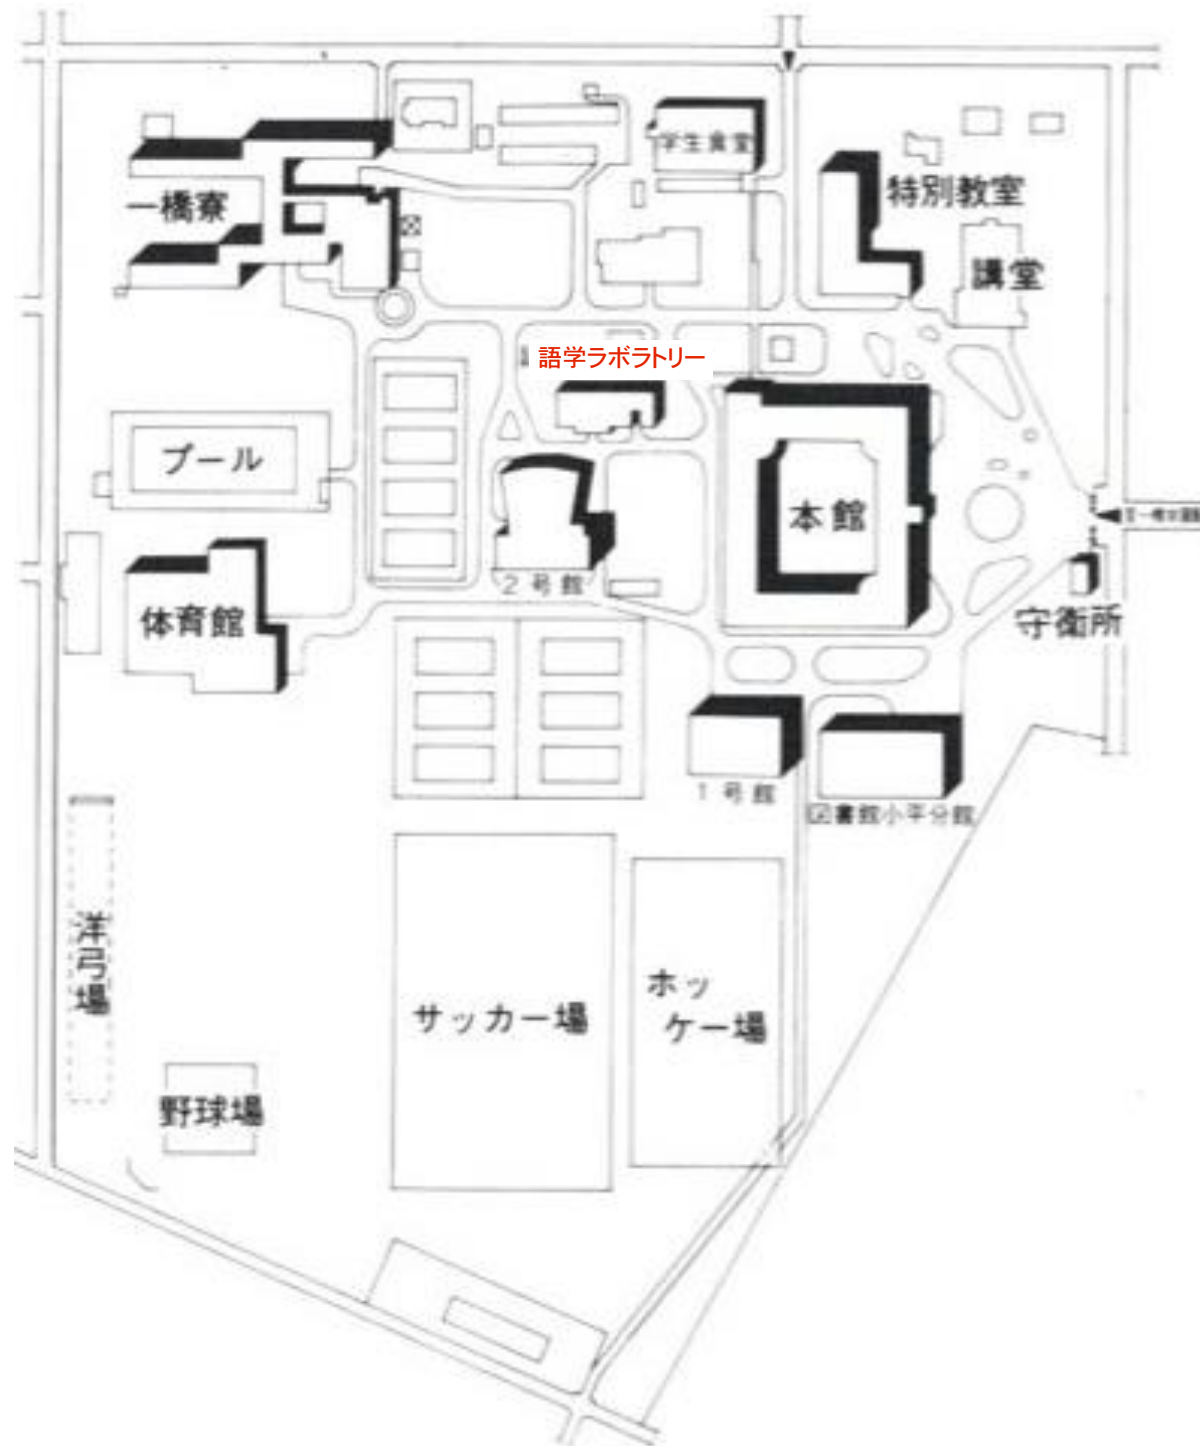 学生食堂
特別教室
一橋寮
講堂
語学ラボラトリー
プール
本館
2号館
体育館
守衛所
1号館
図書館小平分館
洋弓場
ホッ
ケー場
サッカー場
野球場